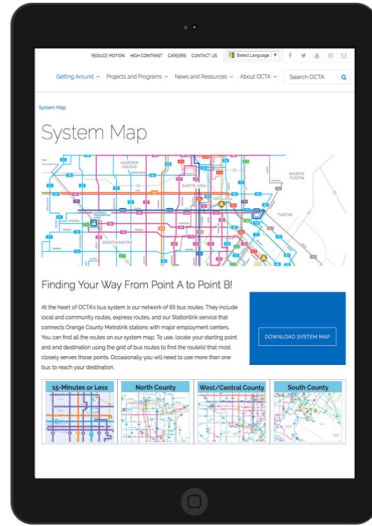 REDUCE MOTION HIGH CONTRAST CAREERS CONTACT US Select Language ▼
Getting Around Projects and Programs News and Resources About OCTA Search OCTA
System Map
System Map
GARDEN GROVE
SANTA ANA
NORTH TUSTIN
TUSTIN
WESTMINSTER
Finding Your Way From Point A to Point B!
At the heart of OCTA's bus system is our network of 65 bus routes. They include
local and community routes, express routes, and our Stationlink service that
connects Orange County Metrolink stations with major employment centers.
You can find all the routes on our system map. To use, locate your starting point
and end destination using the grid of bus routes to find the route(s) that most
closely serves those points. Occasionally you will need to use more than one
bus to reach your destination.
DOWNLOAD SYSTEM MAP
15-Minutes or Less
North County
West/Central County
South County